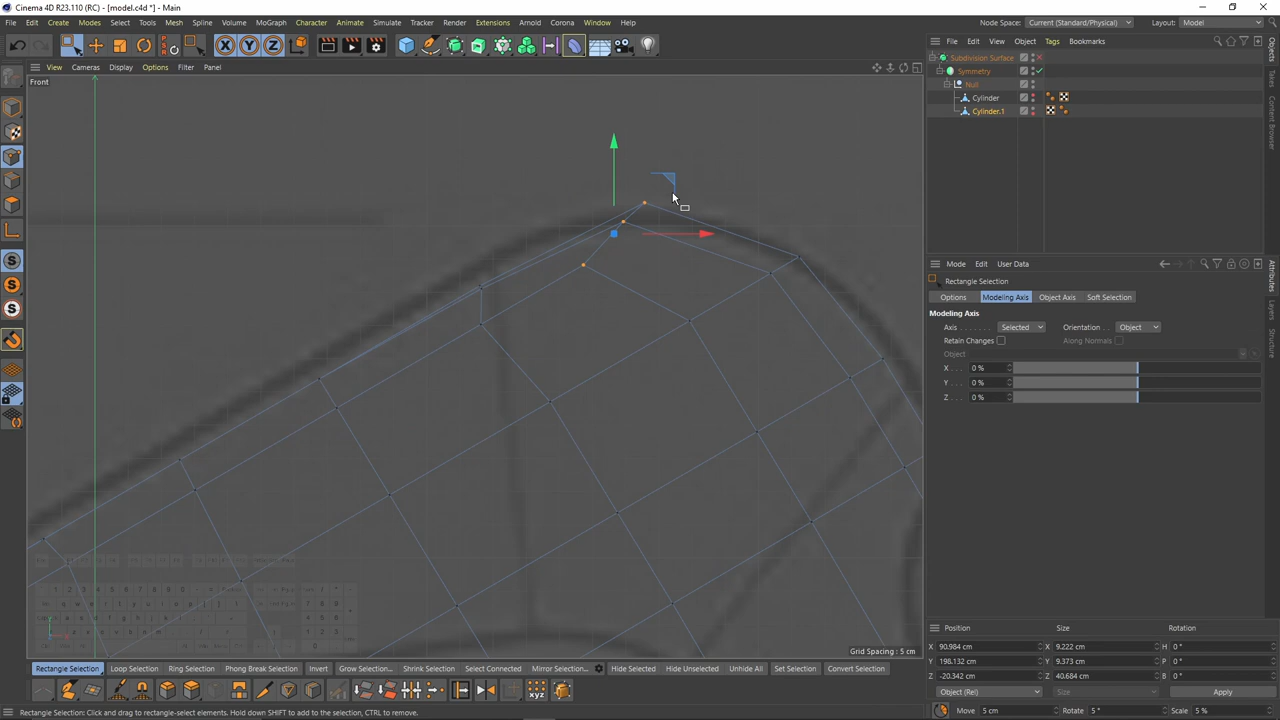 Cinema 4D R23.110 (RC) - [model.c4d *] - Main
File Edit Create Modes Select Tools Mesh Spline Volume MoGraph Character Animate Simulate Tracker Render Extensions Arnold Corona Window Help
Node Space: Current (Standard/Physical) Layout: Model
X Y Z
View Cameras Display Options Filter Panel
Front
File Edit View Object Tags Bookmarks
Subdivision Surface
Symmetry
Null
Cylinder
Cylinder.1
Objects
Takes
Content Browser
Mode Edit User Data
Rectangle Selection
Options Modeling Axis Object Axis Soft Selection
Modeling Axis
Axis Selected Orientation Object
Retain Changes Along Normals
Object
X 0 %
Y 0 %
Z 0 %
Attributes
Layers
Structure
Grid Spacing : 5 cm
Position Size Rotation
X 90.984 cm X 9.222 cm H 0 °
Y 198.132 cm Y 9.373 cm P 0 °
Z -20.342 cm Z 40.684 cm B 0 °
Object (Rel) Size Apply
Move 5 cm Rotate 5 ° Scale 5 %
Rectangle Selection Loop Selection Ring Selection Phong Break Selection Invert Grow Selection... Shrink Selection Select Connected Mirror Selection... Hide Selected Hide Unselected Unhide All Set Selection Convert Selection
Rectangle Selection: Click and drag to rectangle-select elements. Hold down SHIFT to add to the selection, CTRL to remove.